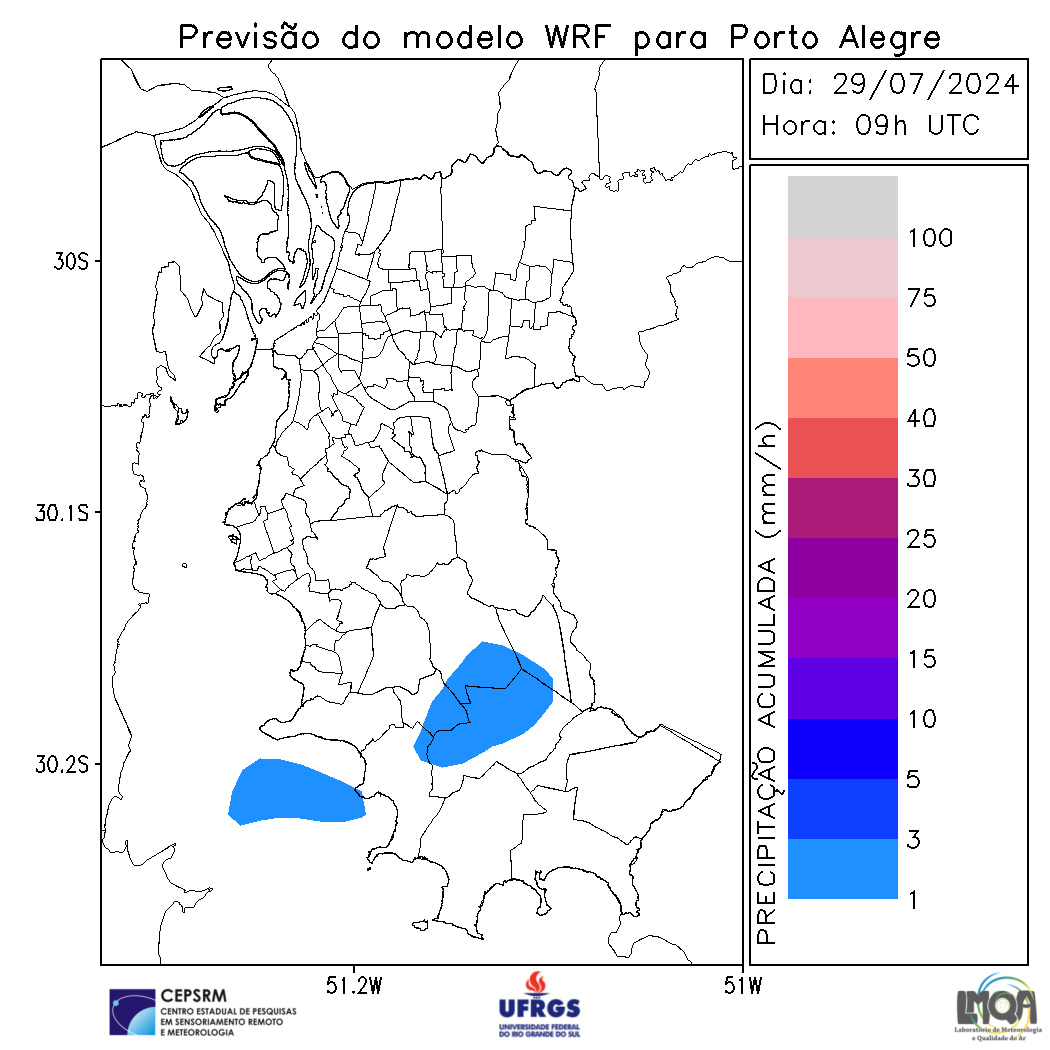 Previsão do modelo WRF para Porto Alegre
Dia: 29/07/2024
Hora: 09h UTC
PRECIPITAÇÃO ACUMULADA (mm/h)
100
75
50
40
30
25
20
15
10
5
3
1
30S
30.1S
30.2S
51.2W
51W
CEPSRM
CENTRO ESTADUAL DE PESQUISAS
EM SENSORIAMENTO REMOTO
E METEOROLOGIA
UFRGS
UNIVERSIDADE FEDERAL
DO RIO GRANDE DO SUL
LMQA
Laboratório de Meteorologia
e Qualidade do Ar